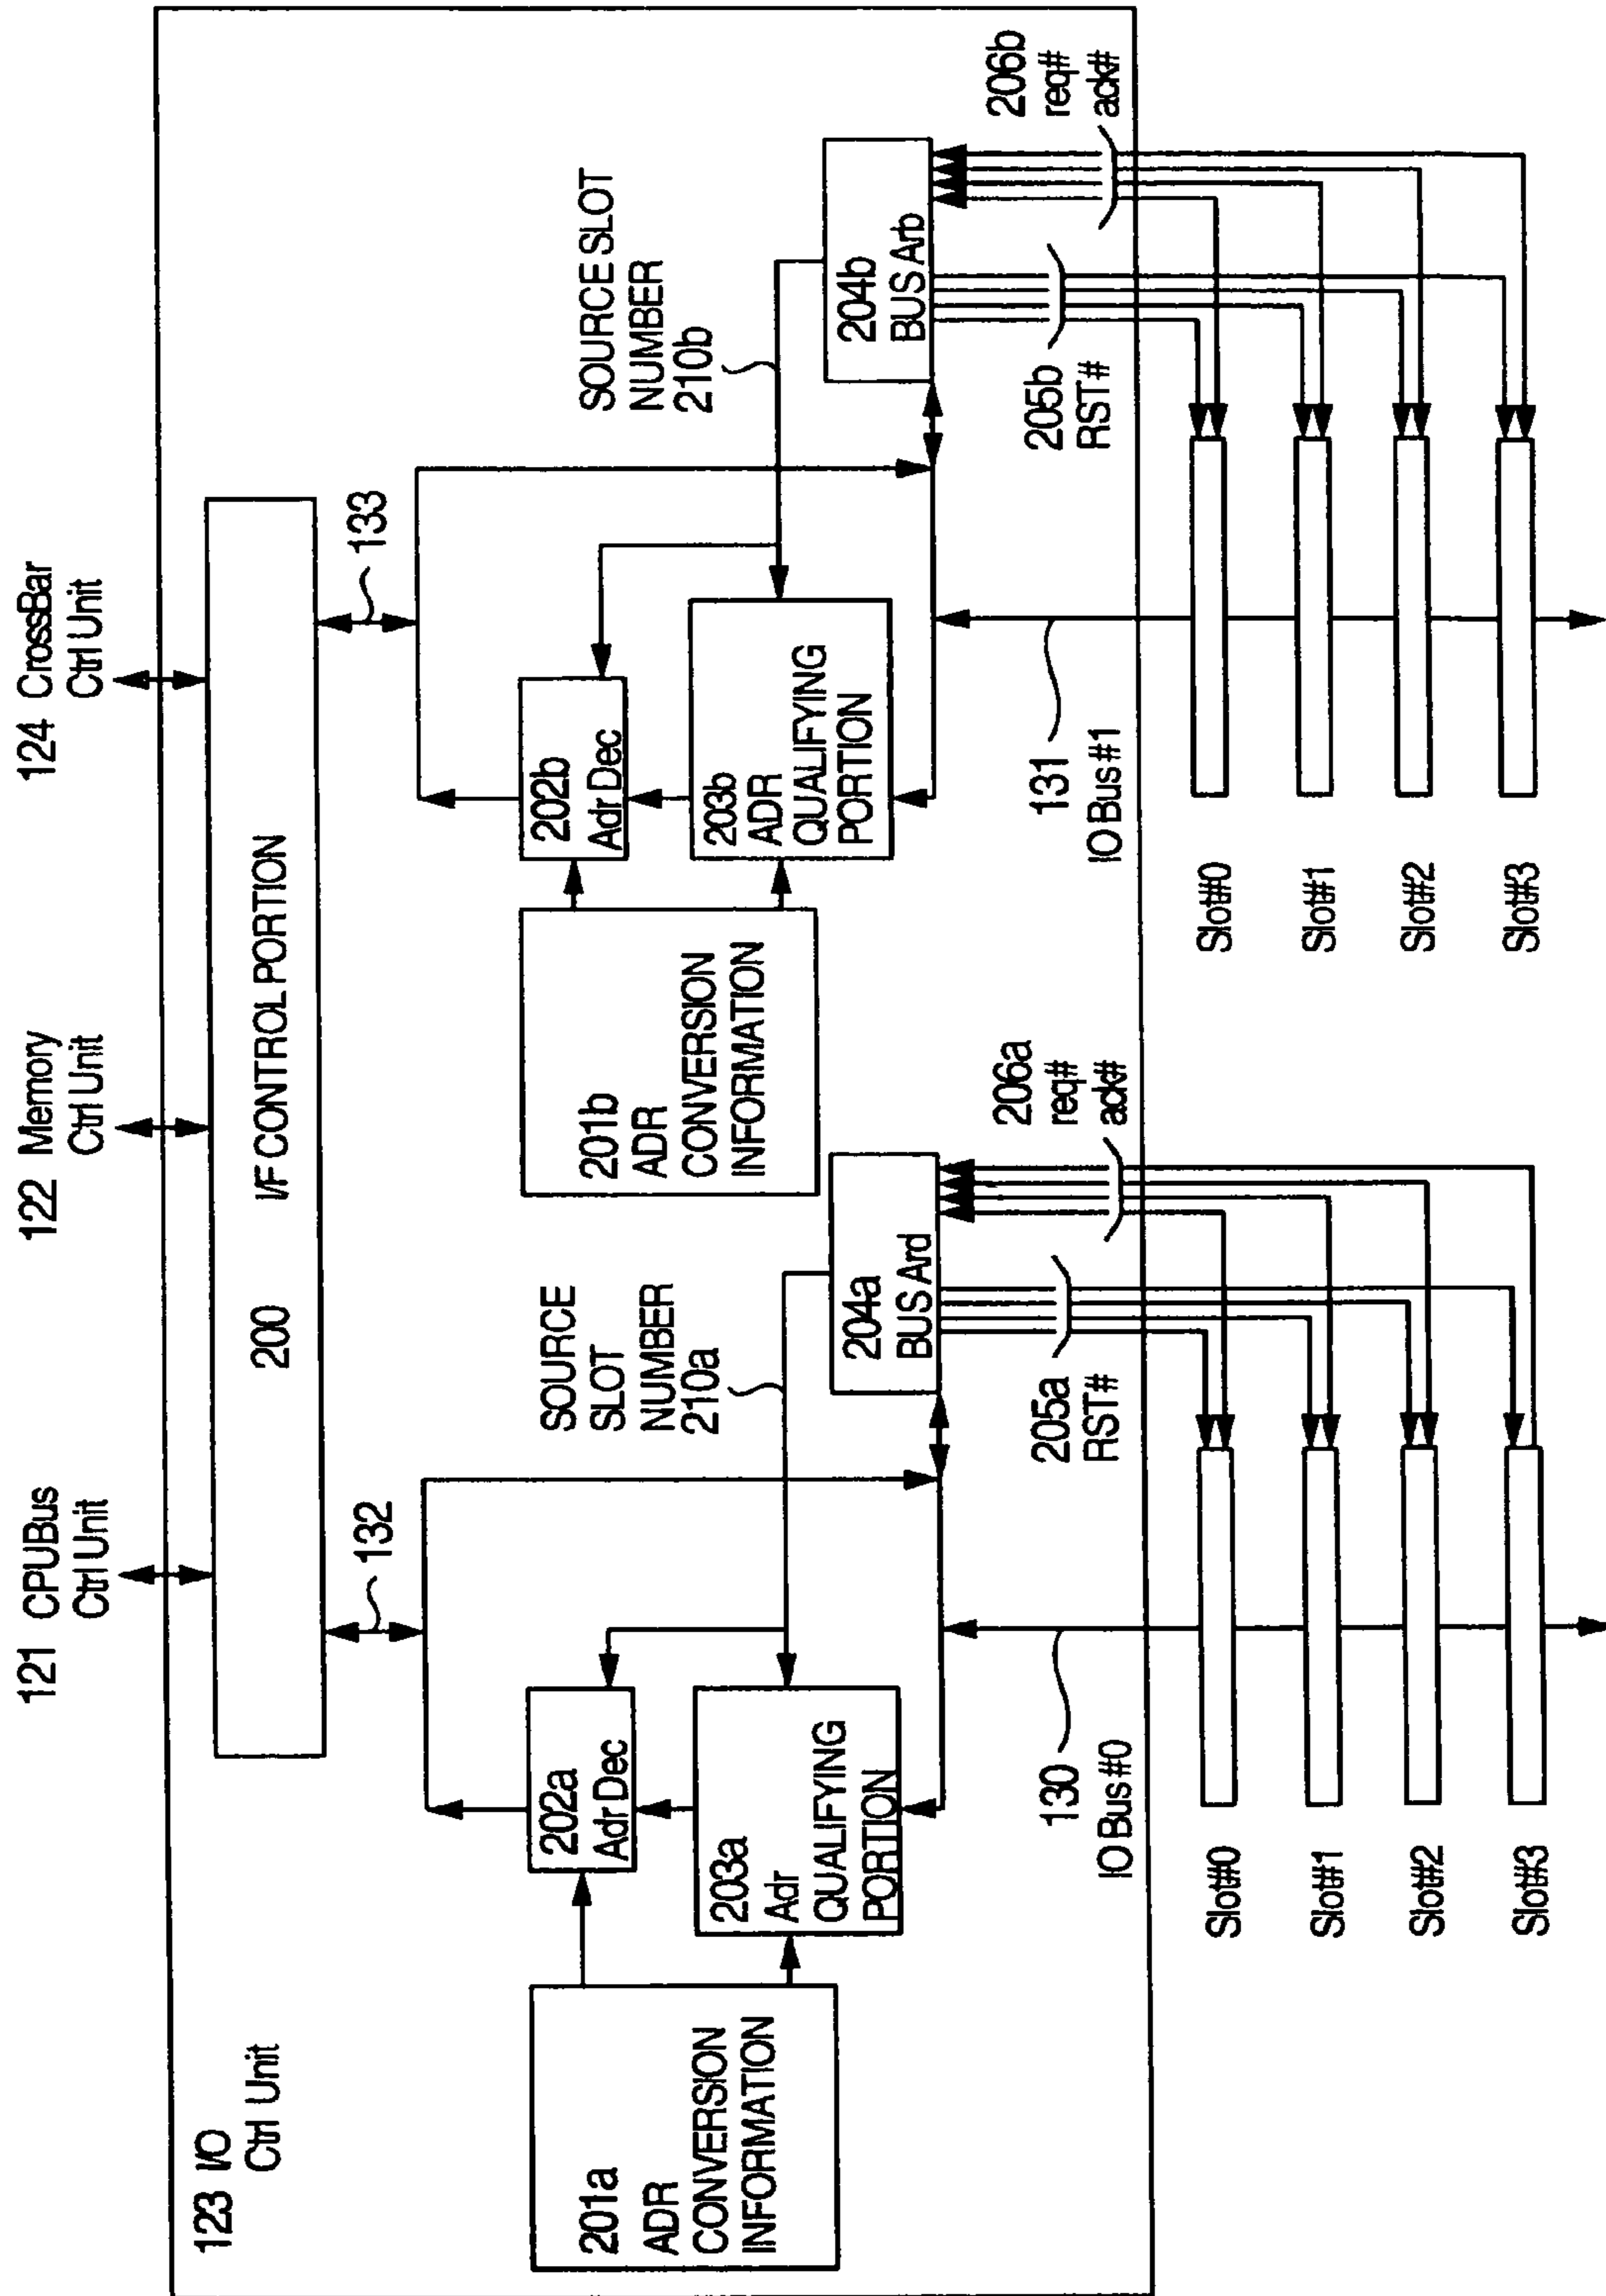 121 CPUBus
Ctrl Unit
122 Memory
Ctrl Unit
124 CrossBar
Ctrl Unit
123 I/O
Ctrl Unit
200 I/F CONTROL PORTION
132
133
201a
ADR
CONVERSION
INFORMATION
202a
Adr Dec
203a
Adr
QUALIFYING
PORTION
SOURCE
SLOT
NUMBER
210a
204a
BUS Ard
205a
RST#
206a
req#
ack#
130
IO Bus#0
Slot#0
Slot#1
Slot#2
Slot#3
201b
ADR
CONVERSION
INFORMATION
202b
Adr Dec
203b
ADR
QUALIFYING
PORTION
SOURCE SLOT
NUMBER
210b
204b
BUS Arb
205b
RST#
206b
req#
ack#
131
IO Bus#1
Slot#0
Slot#1
Slot#2
Slot#3